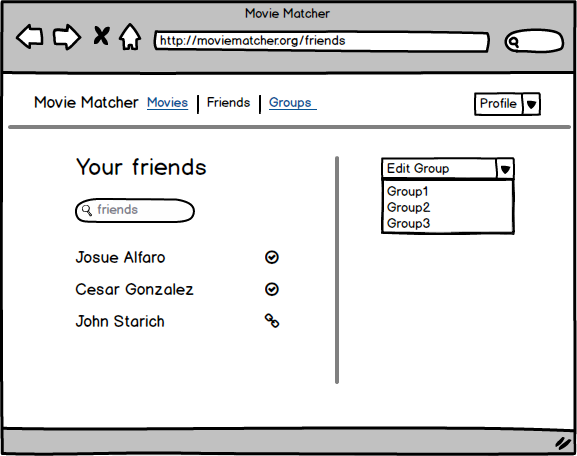 Movie Matcher
http://moviematcher.org/friends
Movie Matcher Movies Friends Groups Profile
Your friends
friends
Josue Alfaro
Cesar Gonzalez
John Starich
Edit Group
Group1
Group2
Group3